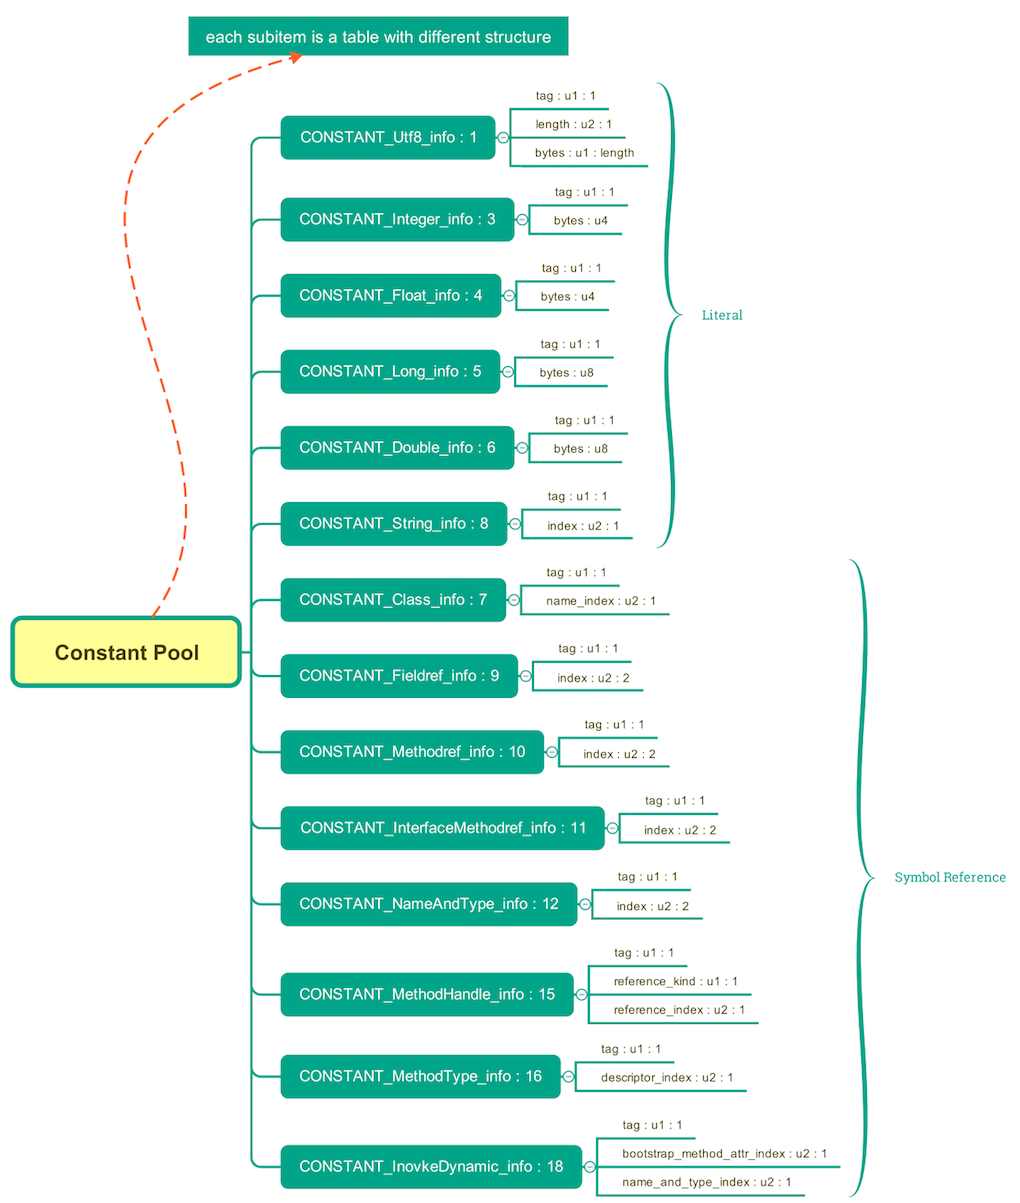 each subitem is a table with different structure
CONSTANT_Utf8_info : 1
tag : u1 : 1
length : u2 : 1
bytes : u1 : length
CONSTANT_Integer_info : 3
tag : u1 : 1
bytes : u4
CONSTANT_Float_info : 4
tag : u1 : 1
bytes : u4
Literal
CONSTANT_Long_info : 5
tag : u1 : 1
bytes : u8
CONSTANT_Double_info : 6
tag : u1 : 1
bytes : u8
CONSTANT_String_info : 8
tag : u1 : 1
index : u2 : 1
CONSTANT_Class_info : 7
tag : u1 : 1
name_index : u2 : 1
Constant Pool
CONSTANT_Fieldref_info : 9
tag : u1 : 1
index : u2 : 2
CONSTANT_Methodref_info : 10
tag : u1 : 1
index : u2 : 2
CONSTANT_InterfaceMethodref_info : 11
tag : u1 : 1
index : u2 : 2
Symbol Reference
CONSTANT_NameAndType_info : 12
tag : u1 : 1
index : u2 : 2
CONSTANT_MethodHandle_info : 15
tag : u1 : 1
reference_kind : u1 : 1
reference_index : u2 : 1
CONSTANT_MethodType_info : 16
tag : u1 : 1
descriptor_index : u2 : 1
CONSTANT_InovkeDynamic_info : 18
tag : u1 : 1
bootstrap_method_attr_index : u2 : 1
name_and_type_index : u2 : 1